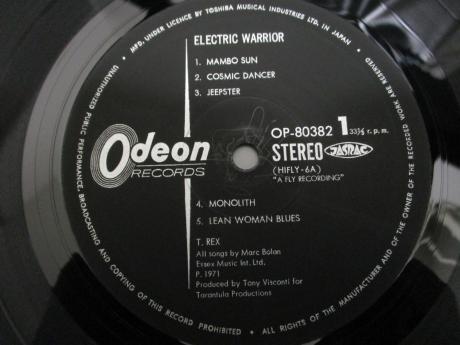 MFD. UNDER LICENCE BY TOSHIBA MUSICAL INDUSTRIES LTD. IN JAPAN • ALL RIGHTS OF THE MANUFACTURER AND OF THE OWNER OF THE RECORDED WORK ARE RESERVED
UNAUTHORIZED PUBLIC PERFORMANCE, BROADCASTING AND COPYING OF THIS RECORD PROHIBITED •
ELECTRIC WARRIOR
1. MAMBO SUN
2. COSMIC DANCER
3. JEEPSTER
Odeon
RECORDS
OP-80382 1 33⅓ r. p. m.
STEREO JASRAC
(HIFLY-6A)
"A FLY RECORDING"
4. MONOLITH
5. LEAN WOMAN BLUES
T. REX
All songs by Marc Bolan
Essex Music Int. Ltd.
P. 1971
Produced by Tony Visconti for
Tarantula Productions